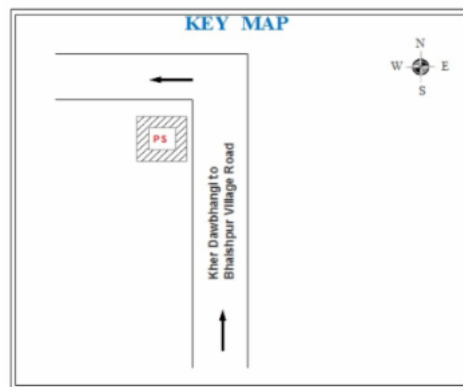 KEY MAP
N
W E
S
PS
Kher Dawbhangi to
Bhaishpur Village Road